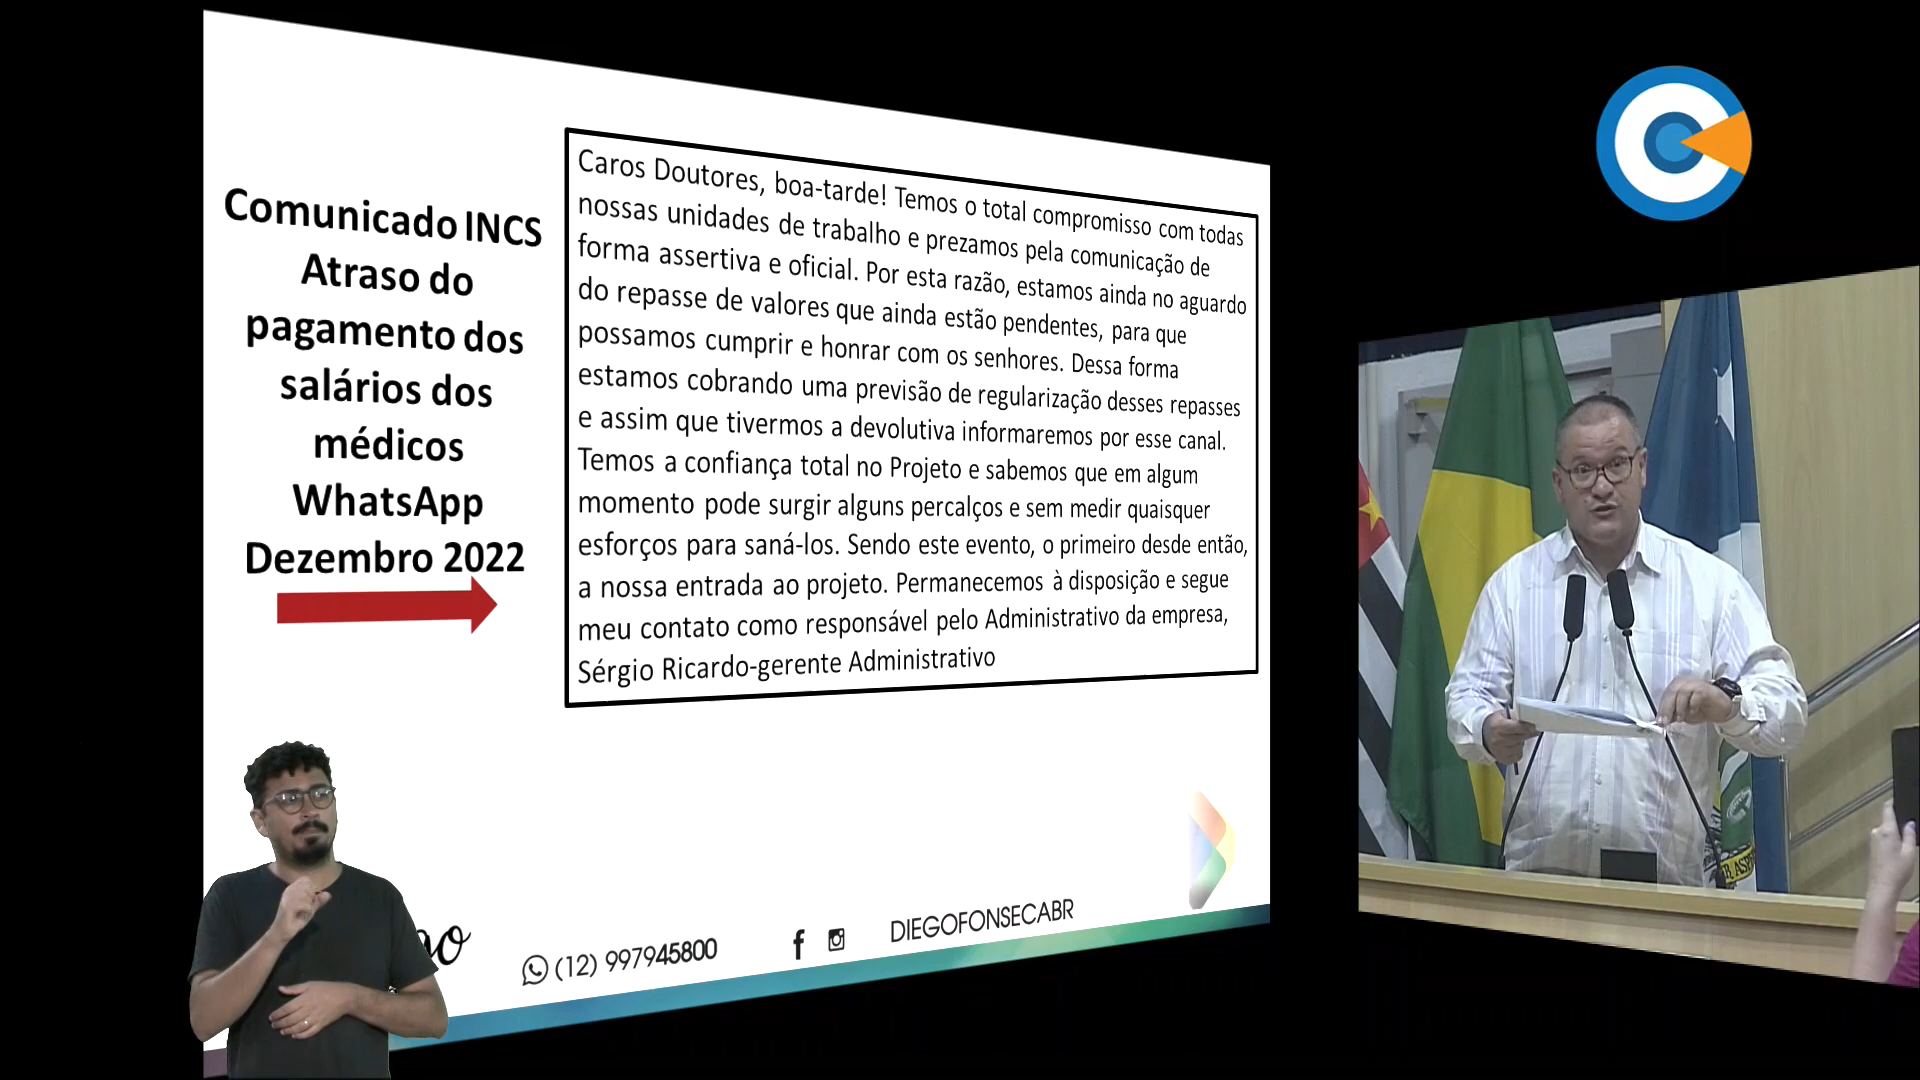 Comunicado INCS
Atraso do
pagamento dos
salários dos
médicos
WhatsApp
Dezembro 2022
Caros Doutores, boa-tarde! Temos o total compromisso com todas
nossas unidades de trabalho e prezamos pela comunicação de
forma assertiva e oficial. Por esta razão, estamos ainda no aguardo
do repasse de valores que ainda estão pendentes, para que
possamos cumprir e honrar com os senhores. Dessa forma
estamos cobrando uma previsão de regularização desses repasses
e assim que tivermos a devolutiva informaremos por esse canal.
Temos a confiança total no Projeto e sabemos que em algum
momento pode surgir alguns percalços e sem medir quaisquer
esforços para saná-los. Sendo este evento, o primeiro desde então,
a nossa entrada ao projeto. Permanecemos à disposição e segue
meu contato como responsável pelo Administrativo da empresa,
Sérgio Ricardo-gerente Administrativo
(12) 997945800
DIEGOFONSECABR